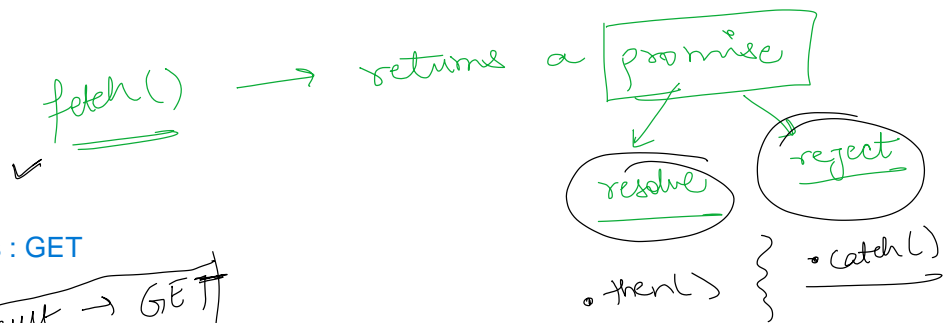 fetch() → returns a promise
resolve reject
: GET
→ GET
.then() } .catch()